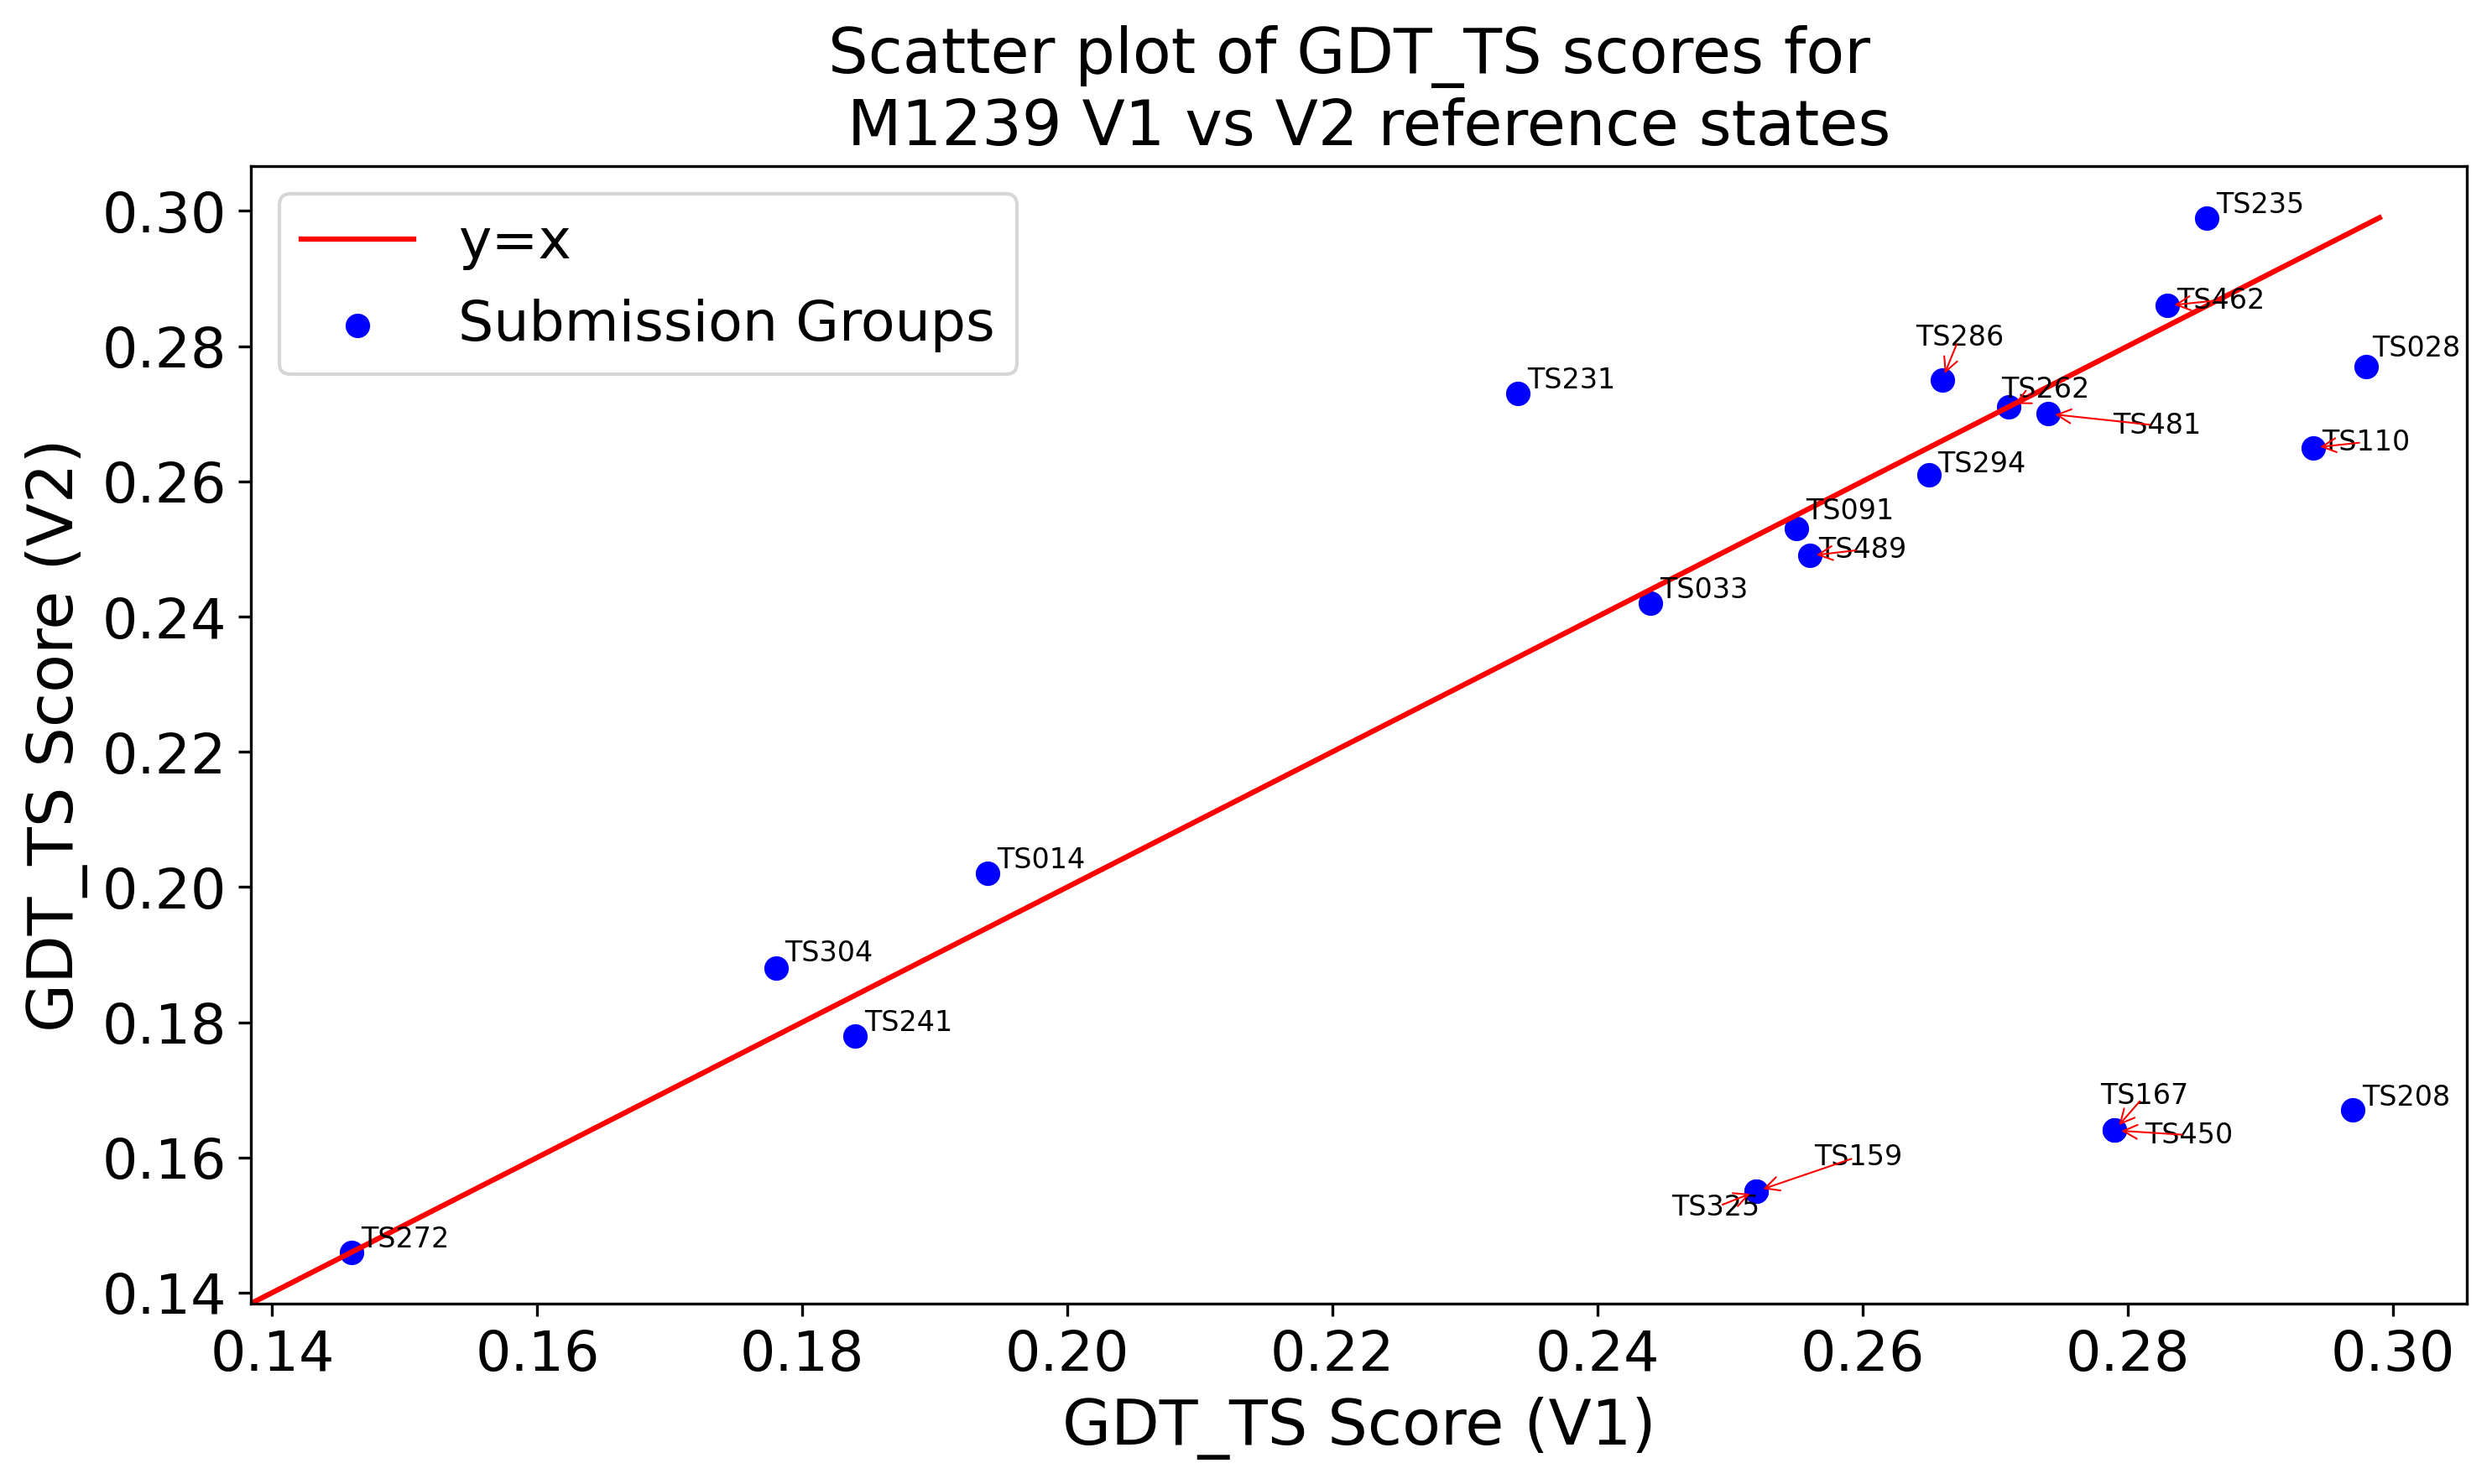 Scatter plot of GDT_TS scores for
M1239 V1 vs V2 reference states
y=x
Submission Groups
GDT_TS Score (V2)
0.30
0.28
0.26
0.24
0.22
0.20
0.18
0.16
0.14
TS235
TS462
TS028
TS286
TS231
TS262
TS481
TS110
TS294
TS091
TS489
TS033
TS014
TS304
TS241
TS167
TS208
TS450
TS159
TS325
TS272
0.14
0.16
0.18
0.20
0.22
0.24
0.26
0.28
0.30
GDT_TS Score (V1)